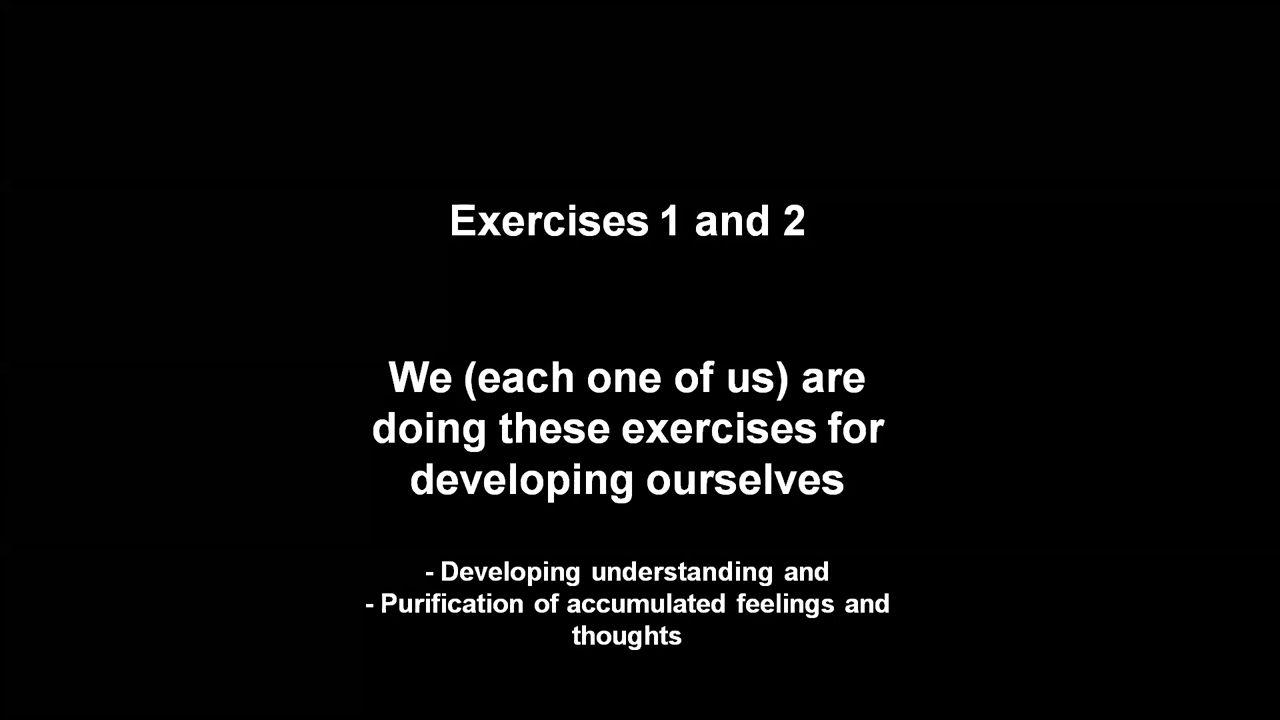 Exercises 1 and 2
We (each one of us) are
doing these exercises for
developing ourselves
- Developing understanding and
- Purification of accumulated feelings and
thoughts